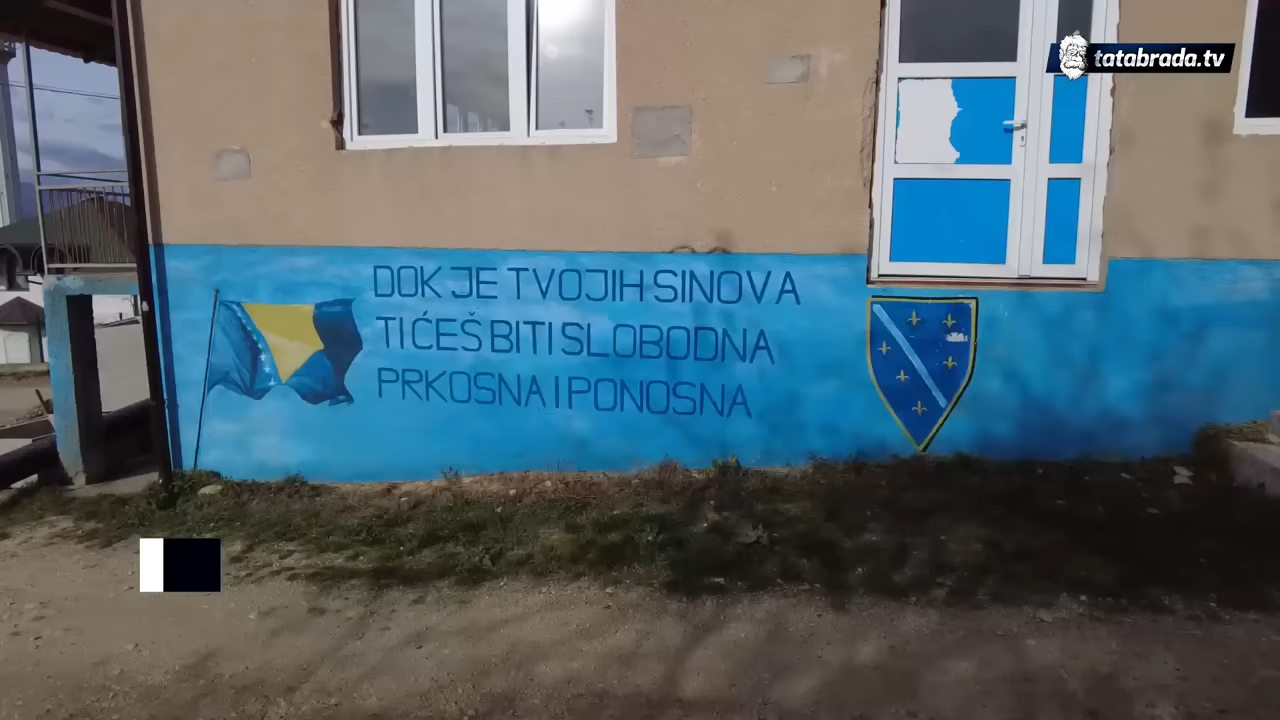 tatabrada.tv
DOK JE TVOJIH SINOVA
TI ĆEŠ BITI SLOBODNA
PRKOSNA I PONOSNA